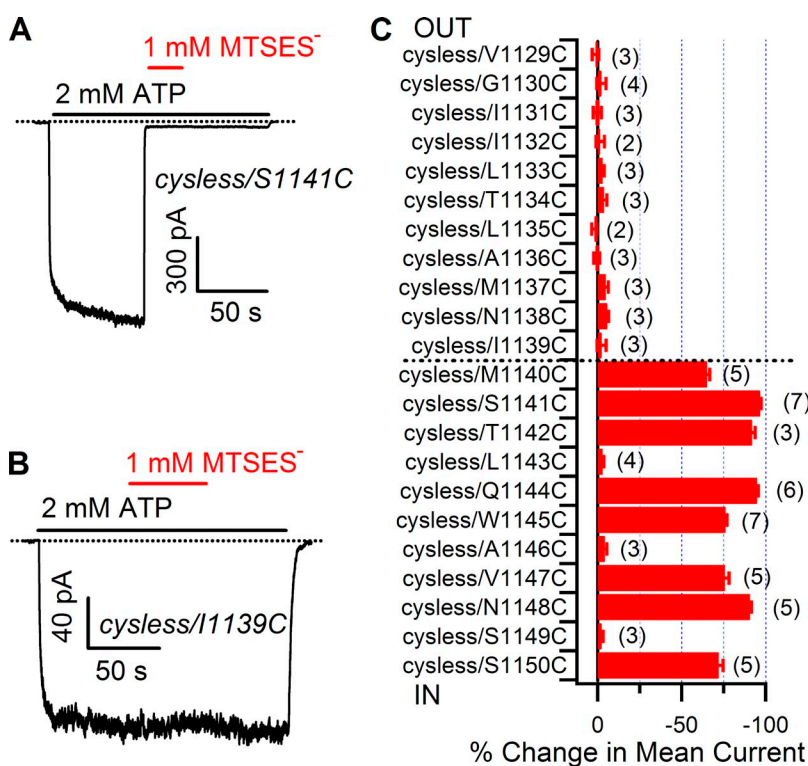 A
1 mM MTSES⁻
2 mM ATP
cysless/S1141C
300 pA
50 s
B
1 mM MTSES⁻
2 mM ATP
40 pA
cysless/I1139C
50 s
C
OUT
cysless/V1129C (3)
cysless/G1130C (4)
cysless/I1131C (3)
cysless/I1132C (2)
cysless/L1133C (3)
cysless/T1134C (3)
cysless/L1135C (2)
cysless/A1136C (3)
cysless/M1137C (3)
cysless/N1138C (3)
cysless/I1139C (3)
cysless/M1140C (5)
cysless/S1141C (7)
cysless/T1142C (3)
cysless/L1143C (4)
cysless/Q1144C (6)
cysless/W1145C (7)
cysless/A1146C (3)
cysless/V1147C (5)
cysless/N1148C (5)
cysless/S1149C (3)
cysless/S1150C (5)
IN
0 -50 -100
% Change in Mean Current